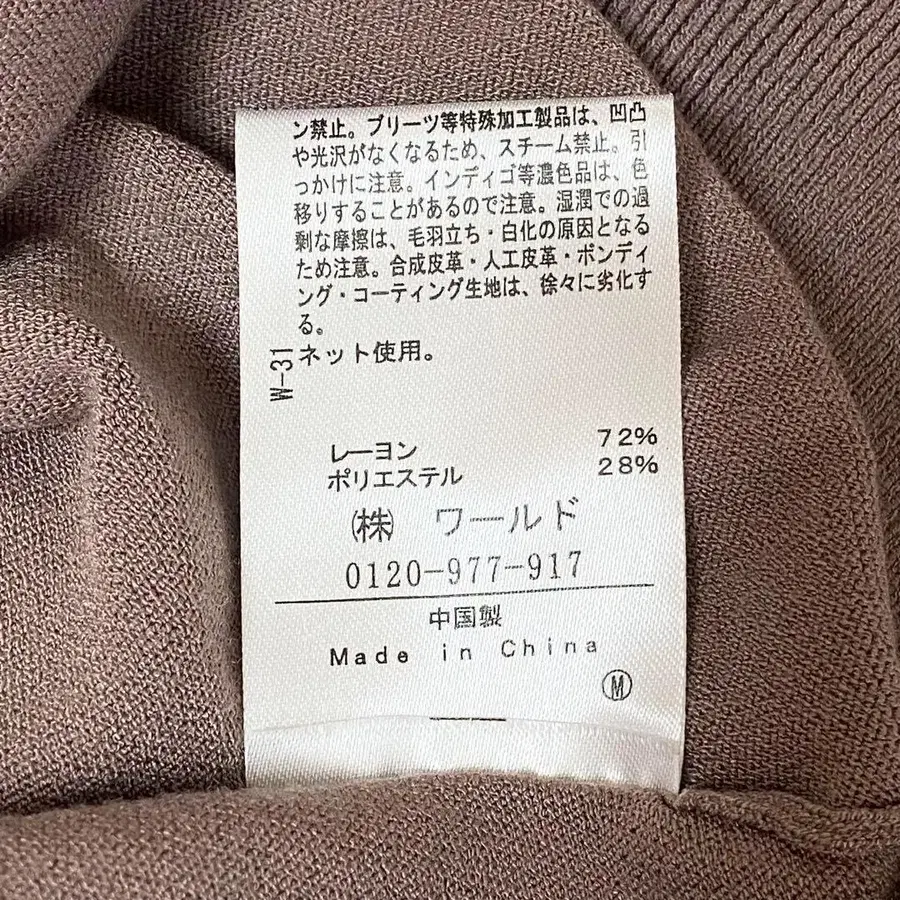 ン禁止。プリーツ等特殊加工製品は、凹凸
や光沢がなくなるため、スチーム禁止。引
っかけに注意。インディゴ等濃色品は、色
移りすることがあるので注意。湿潤での過
剰な摩擦は、毛羽立ち・白化の原因となる
ため注意。合成皮革・人工皮革・ボンディ
ング・コーティング生地は、徐々に劣化す
る。
ネット使用。
W-31
レーヨン 72%
ポリエステル 28%
㈱ ワールド
0120-977-917
中国製
Made in China
Ⓜ